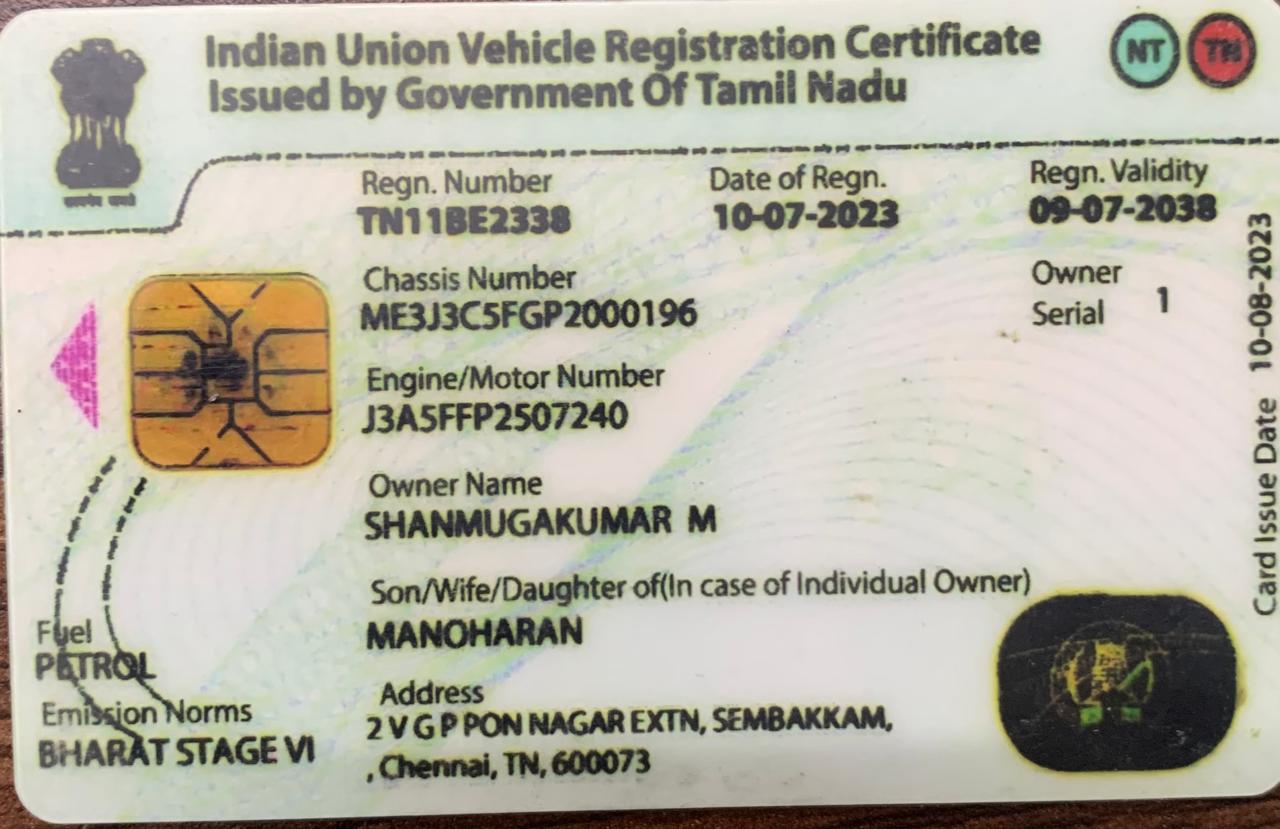 Indian Union Vehicle Registration Certificate
Issued by Government Of Tamil Nadu
NT TN
Regn. Number
TN11BE2338
Date of Regn.
10-07-2023
Regn. Validity
09-07-2038
Chassis Number
ME3J3C5FGP2000196
Owner
Serial 1
Engine/Motor Number
J3A5FFP2507240
Owner Name
SHANMUGAKUMAR M
Son/Wife/Daughter of(In case of Individual Owner)
MANOHARAN
Fuel
PETROL
Emission Norms
BHARAT STAGE VI
Address
2 V G P PON NAGAR EXTN, SEMBAKKAM,
, Chennai, TN, 600073
Card Issue Date 10-08-2023